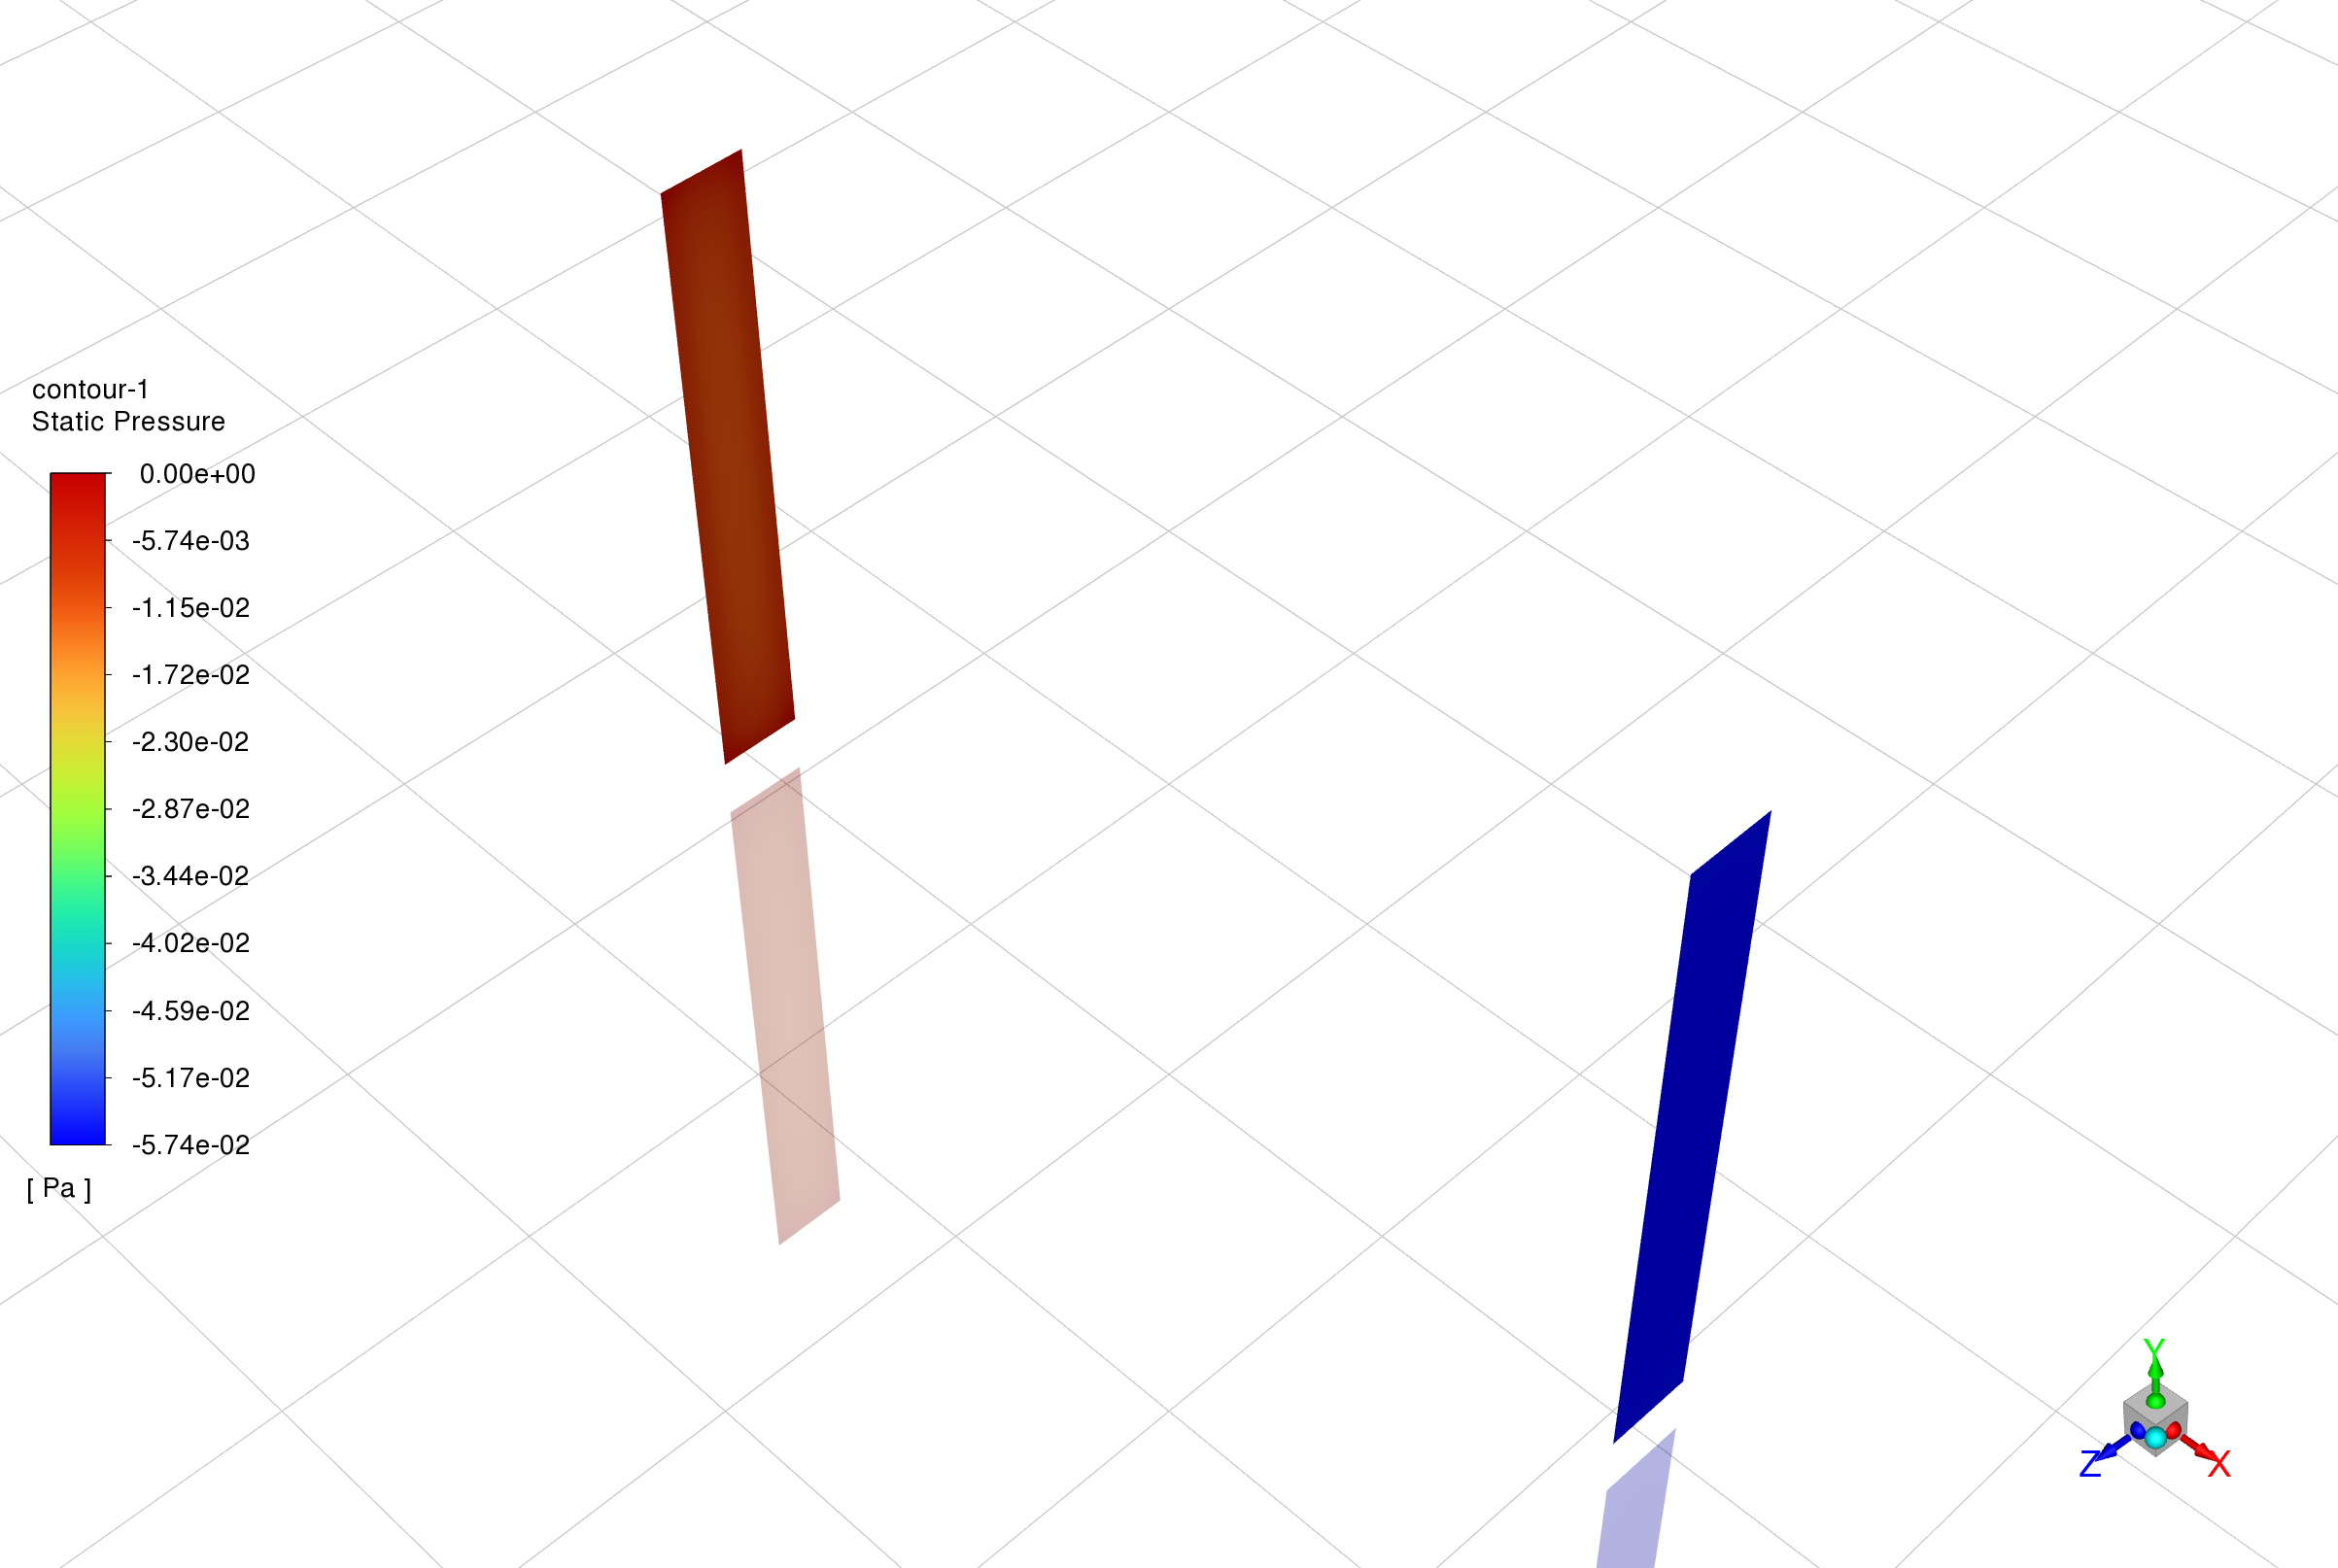 contour-1
Static Pressure
0.00e+00
-5.74e-03
-1.15e-02
-1.72e-02
-2.30e-02
-2.87e-02
-3.44e-02
-4.02e-02
-4.59e-02
-5.17e-02
-5.74e-02
[ Pa ]
Y
Z
X